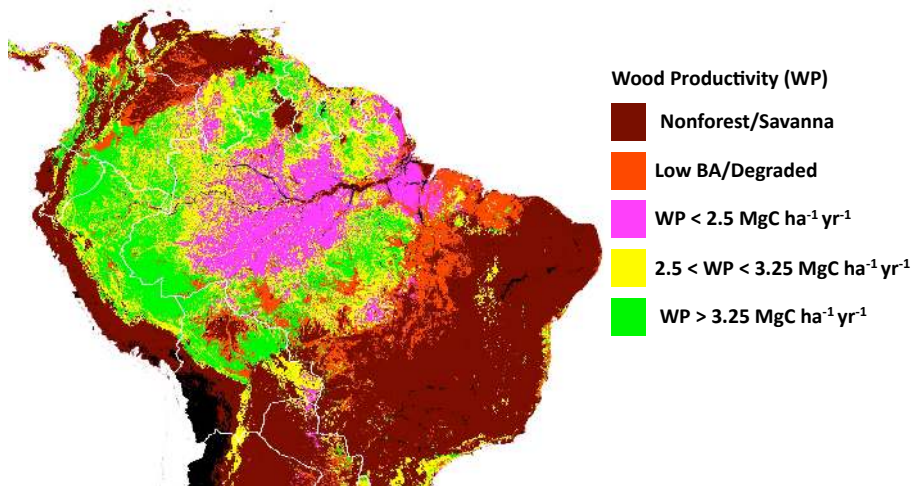 Wood Productivity (WP)
Nonforest/Savanna
Low BA/Degraded
WP < 2.5 MgC ha⁻¹ yr⁻¹
2.5 < WP < 3.25 MgC ha⁻¹ yr⁻¹
WP > 3.25 MgC ha⁻¹ yr⁻¹